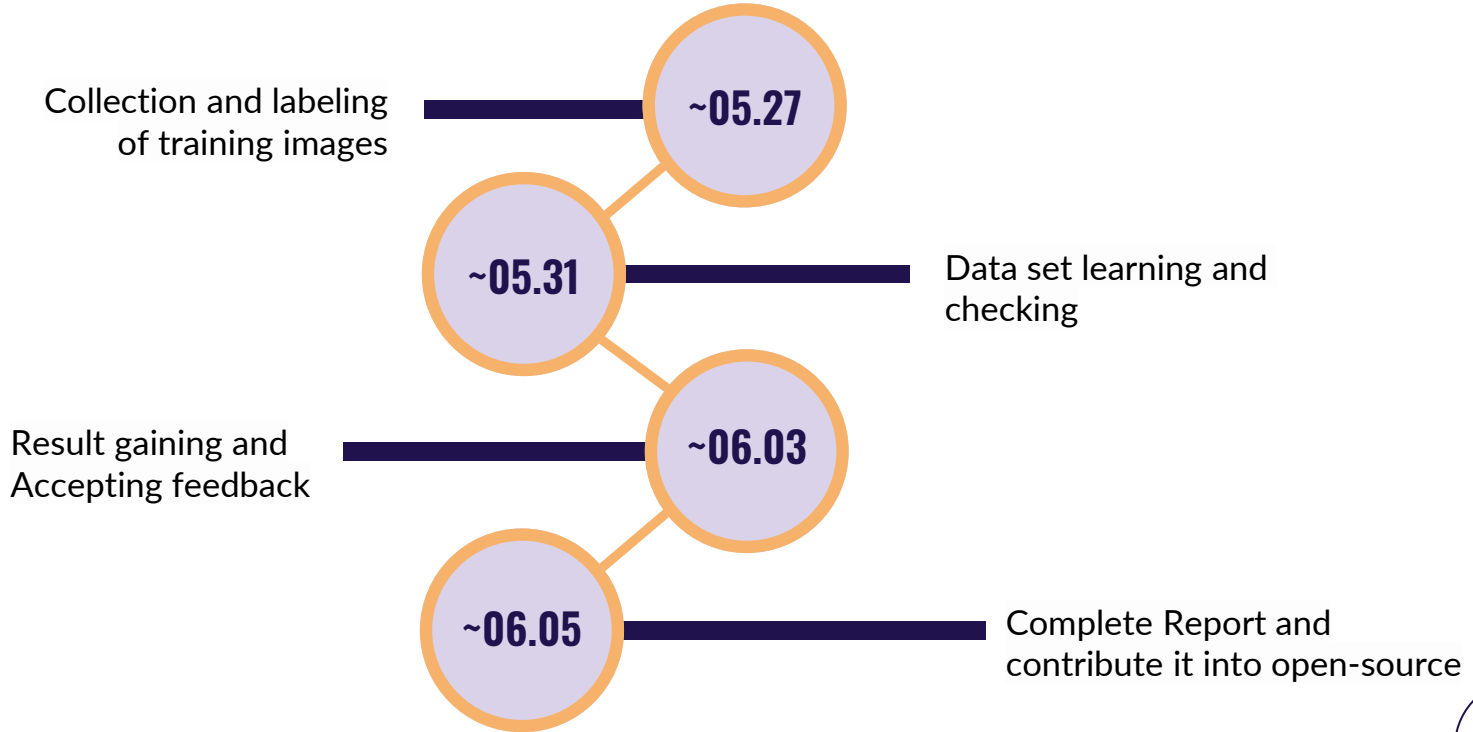 Collection and labeling
of training images
~05.27
~05.31
Data set learning and
checking
Result gaining and
Accepting feedback
~06.03
~06.05
Complete Report and
contribute it into open-source